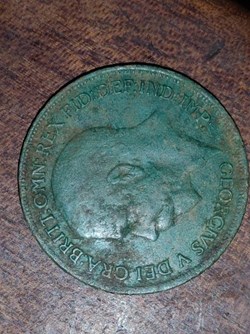 GEORGIVS V DEI GRA:BRITT:OMN:REX FID:DEF:IND:IMP: